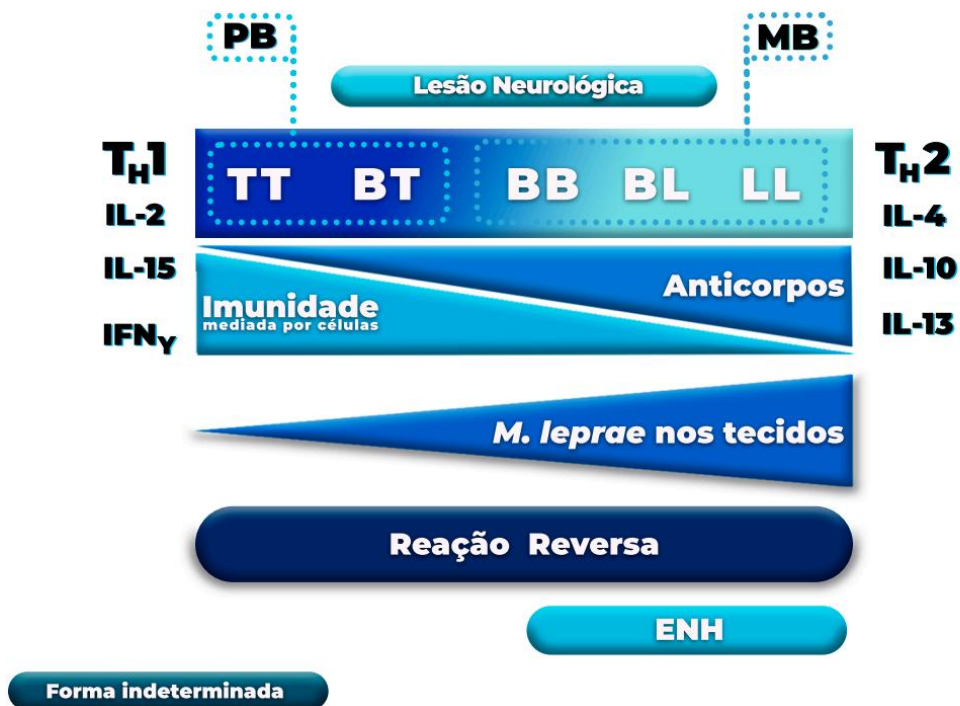 PB
MB
Lesão Neurológica
TH1
TT BT BB BL LL
TH2
IL-2
IL-4
IL-15
IL-10
Anticorpos
Imunidade
mediada por células
IL-13
IFNY
M. leprae nos tecidos
Reação Reversa
ENH
Forma indeterminada